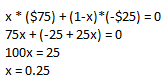 x * ($75) + (1-x)*(-$25) = 0
75x + (-25 + 25x) = 0
100x = 25
x = 0.25